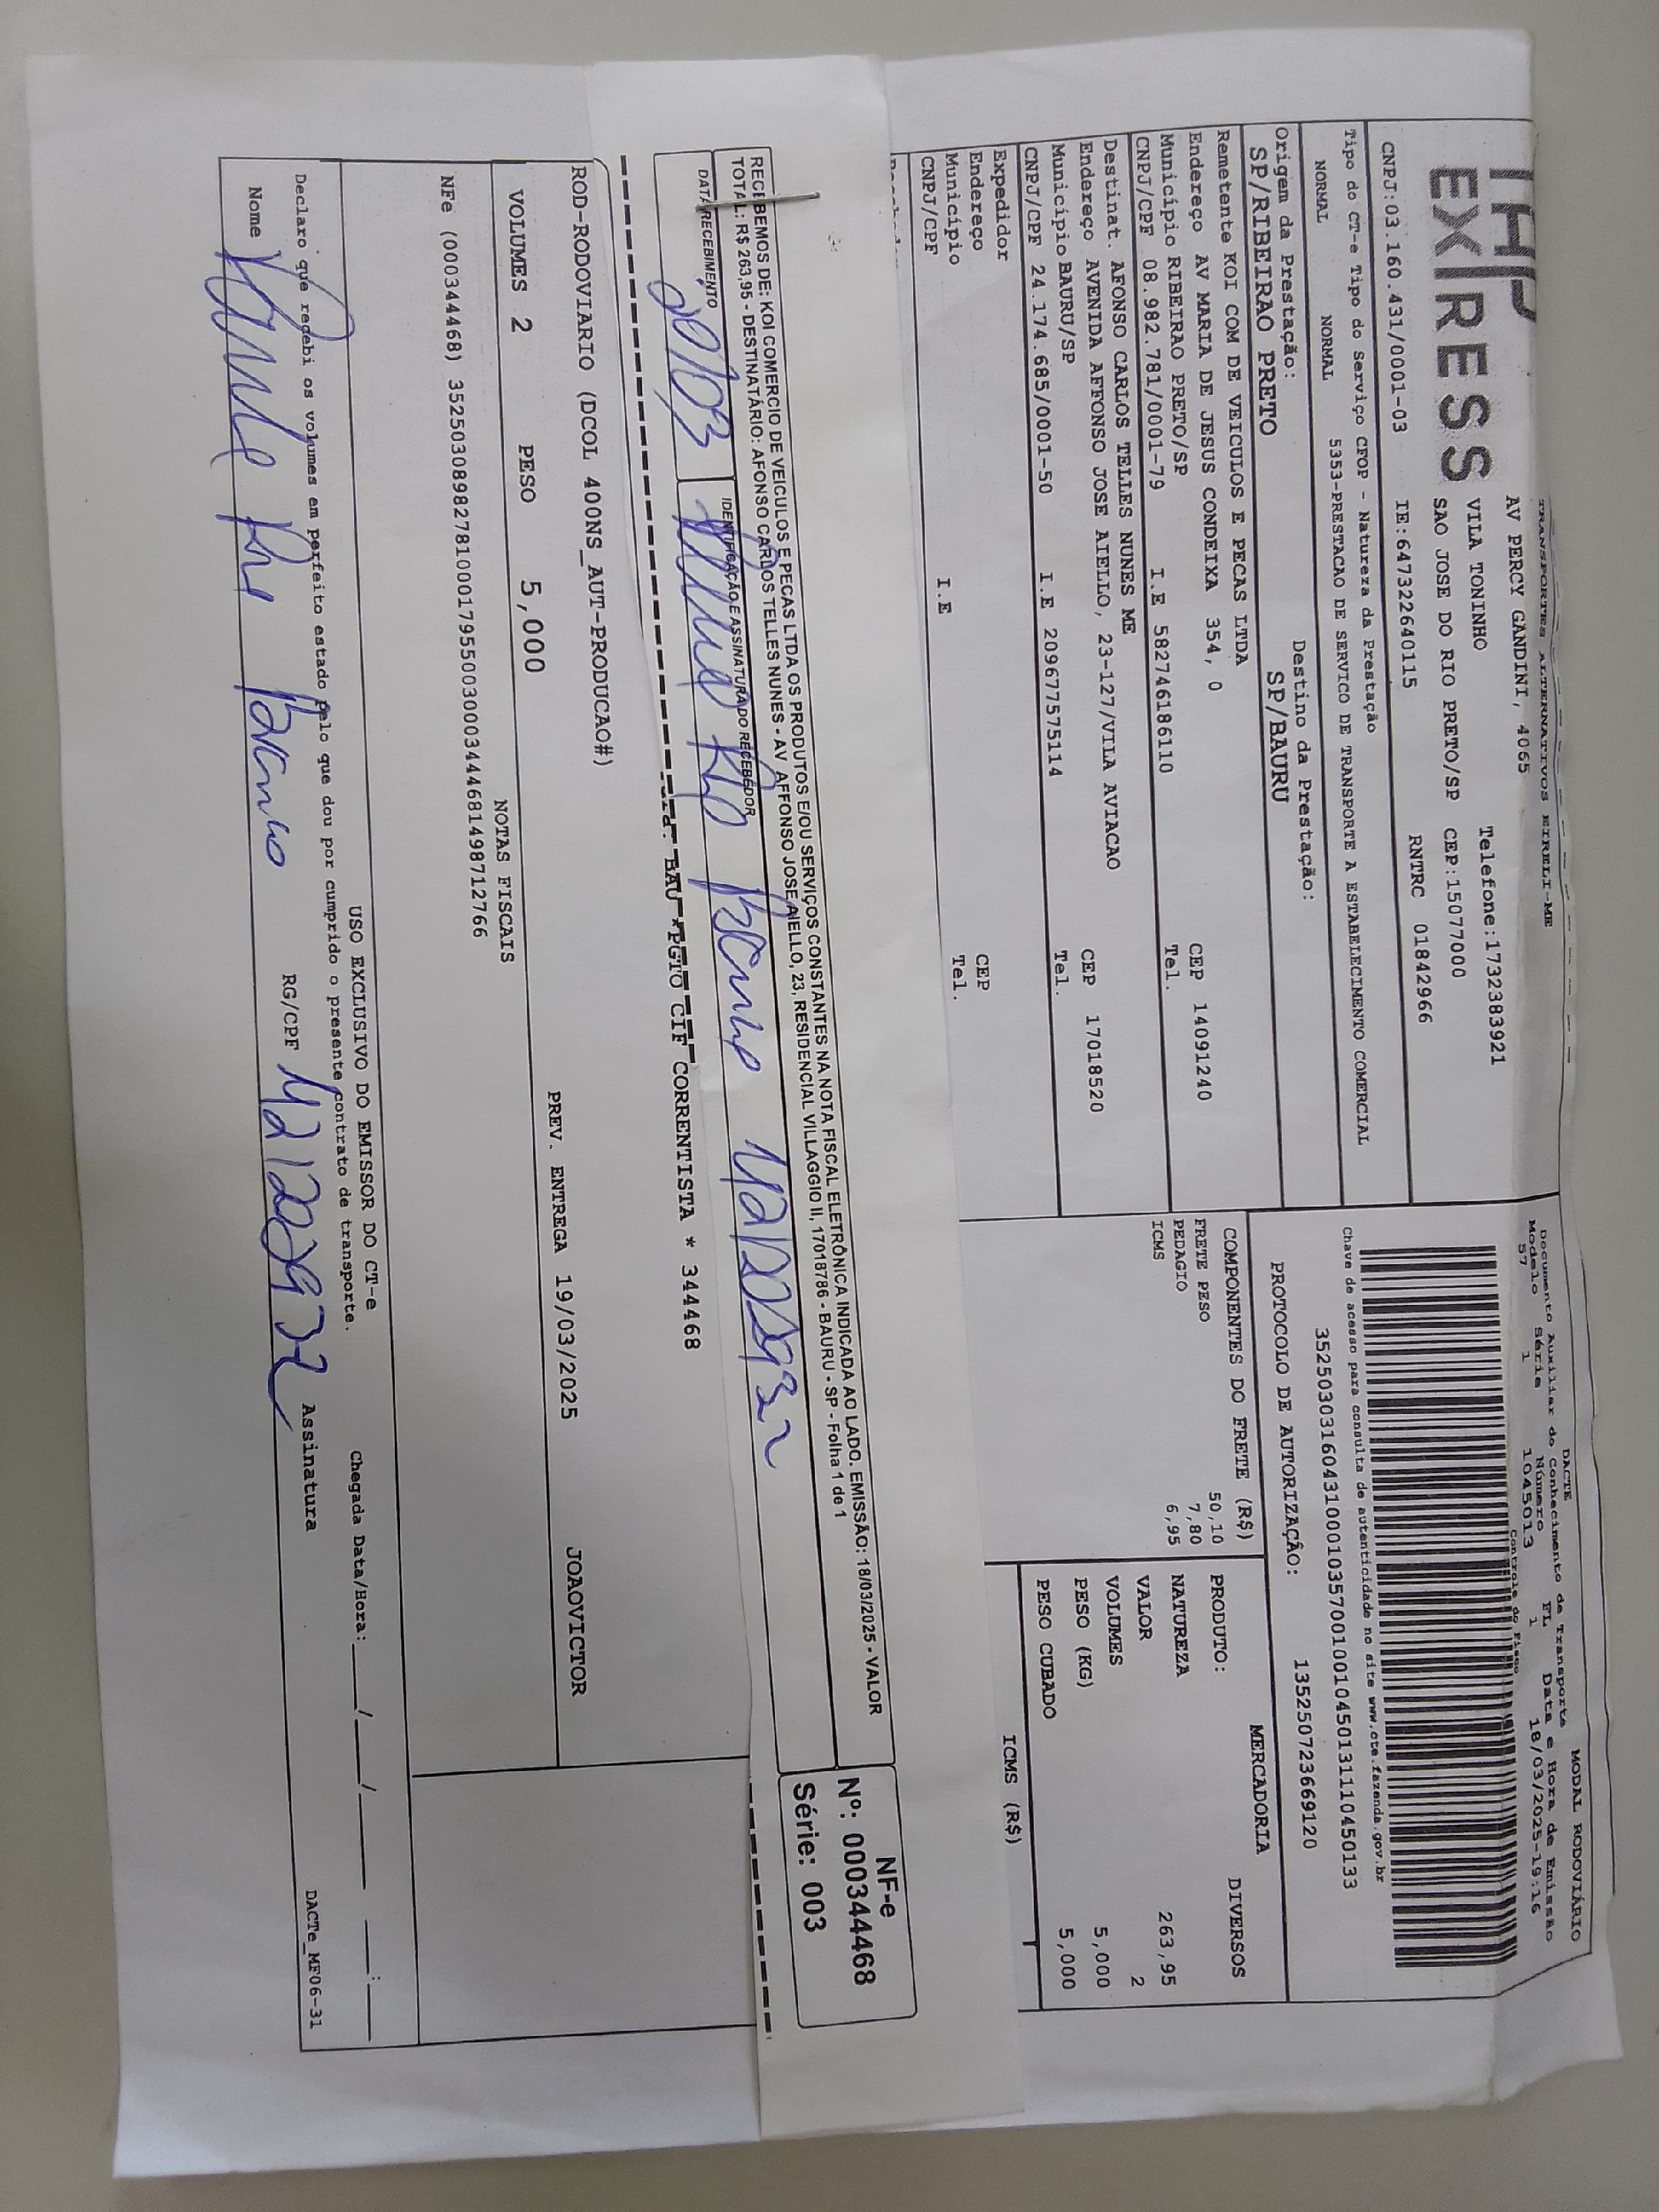 TRANSPORTES ALTERNATIVOS EIRELI-ME
EXPRESS
AV PERCY GANDINI, 4065
VILA TONINHO Telefone:1732383921
SAO JOSE DO RIO PRETO/SP CEP:15077000
CNPJ:03.160.431/0001-03 IE:647322640115 RNTRC 01842966
Tipo do CT-e Tipo do Serviço CFOP - Natureza da Prestação
NORMAL NORMAL 5353-PRESTACAO DE SERVICO DE TRANSPORTE A ESTABELECIMENTO COMERCIAL
Origem da Prestação: Destino da Prestação:
SP/RIBEIRAO PRETO SP/BAURU
Remetente KOI COM DE VEICULOS E PECAS LTDA
Endereço AV MARIA DE JESUS CONDEIXA 354, 0 CEP 14091240
Município RIBEIRAO PRETO/SP Tel.
CNPJ/CPF 08.982.781/0001-79 I.E 582746186110
Destinat. AFONSO CARLOS TELLES NUNES ME
Endereço AVENIDA AFFONSO JOSE AIELLO, 23-127/VILA AVIACAO CEP 17018520
Município BAURU/SP Tel.
CNPJ/CPF 24.174.685/0001-50 I.E 209677575114
Expedidor
Endereço CEP
Município Tel.
CNPJ/CPF I.E
MODAL RODOVIÁRIO
DACTE
Documento Auxiliar do Conhecimento de Transporte
Modelo Série Número FL Data e Hora de Emissão
57 1 1045013 1 18/03/2025-19:16
Controle do Fisco
Chave de acesso para consulta de autenticidade no site www.cte.fazenda.gov.br
35250303160431000103570010010450131110450133
PROTOCOLO DE AUTORIZAÇÃO: 135250723669120
COMPONENTES DO FRETE (R$)
FRETE PESO 50,10
PEDAGIO 7,80
ICMS 6,95
MERCADORIA
PRODUTO: DIVERSOS
NATUREZA
VALOR 263,95
VOLUMES 2
PESO (KG) 5,000
PESO CUBADO 5,000
ICMS (R$)
RECEBEMOS DE: KOI COMERCIO DE VEICULOS E PECAS LTDA OS PRODUTOS E/OU SERVIÇOS CONSTANTES NA NOTA FISCAL ELETRÔNICA INDICADA AO LADO. EMISSÃO: 18/03/2025 - VALOR
TOTAL: R$ 263,95 - DESTINATÁRIO: AFONSO CARLOS TELLES NUNES - AV AFFONSO JOSE AIELLO, 23, RESIDENCIAL VILLAGGIO II, 17018786 - BAURU - SP - Folha 1 de 1
DATA RECEBIMENTO IDENTIFICAÇÃO E ASSINATURA DO RECEBEDOR
NF-e
Nº: 000344468
Série: 003
BAU *PGTO CIF CORRENTISTA * 344468
ROD-RODOVIARIO (DCOL 400NS_AUT-PRODUCAO#)
PREV. ENTREGA 19/03/2025 JOAOVICTOR
VOLUMES 2 PESO 5,000
NOTAS FISCAIS
NFe (000344468) 35250308982781000179550030003444681498712766
USO EXCLUSIVO DO EMISSOR DO CT-e
Declaro que recebi os volumes em perfeito estado pelo que dou por cumprido o presente contrato de transporte. Chegada Data/Hora:____/____/____ ____:____
Nome RG/CPF Assinatura
DACTe_MF06-31